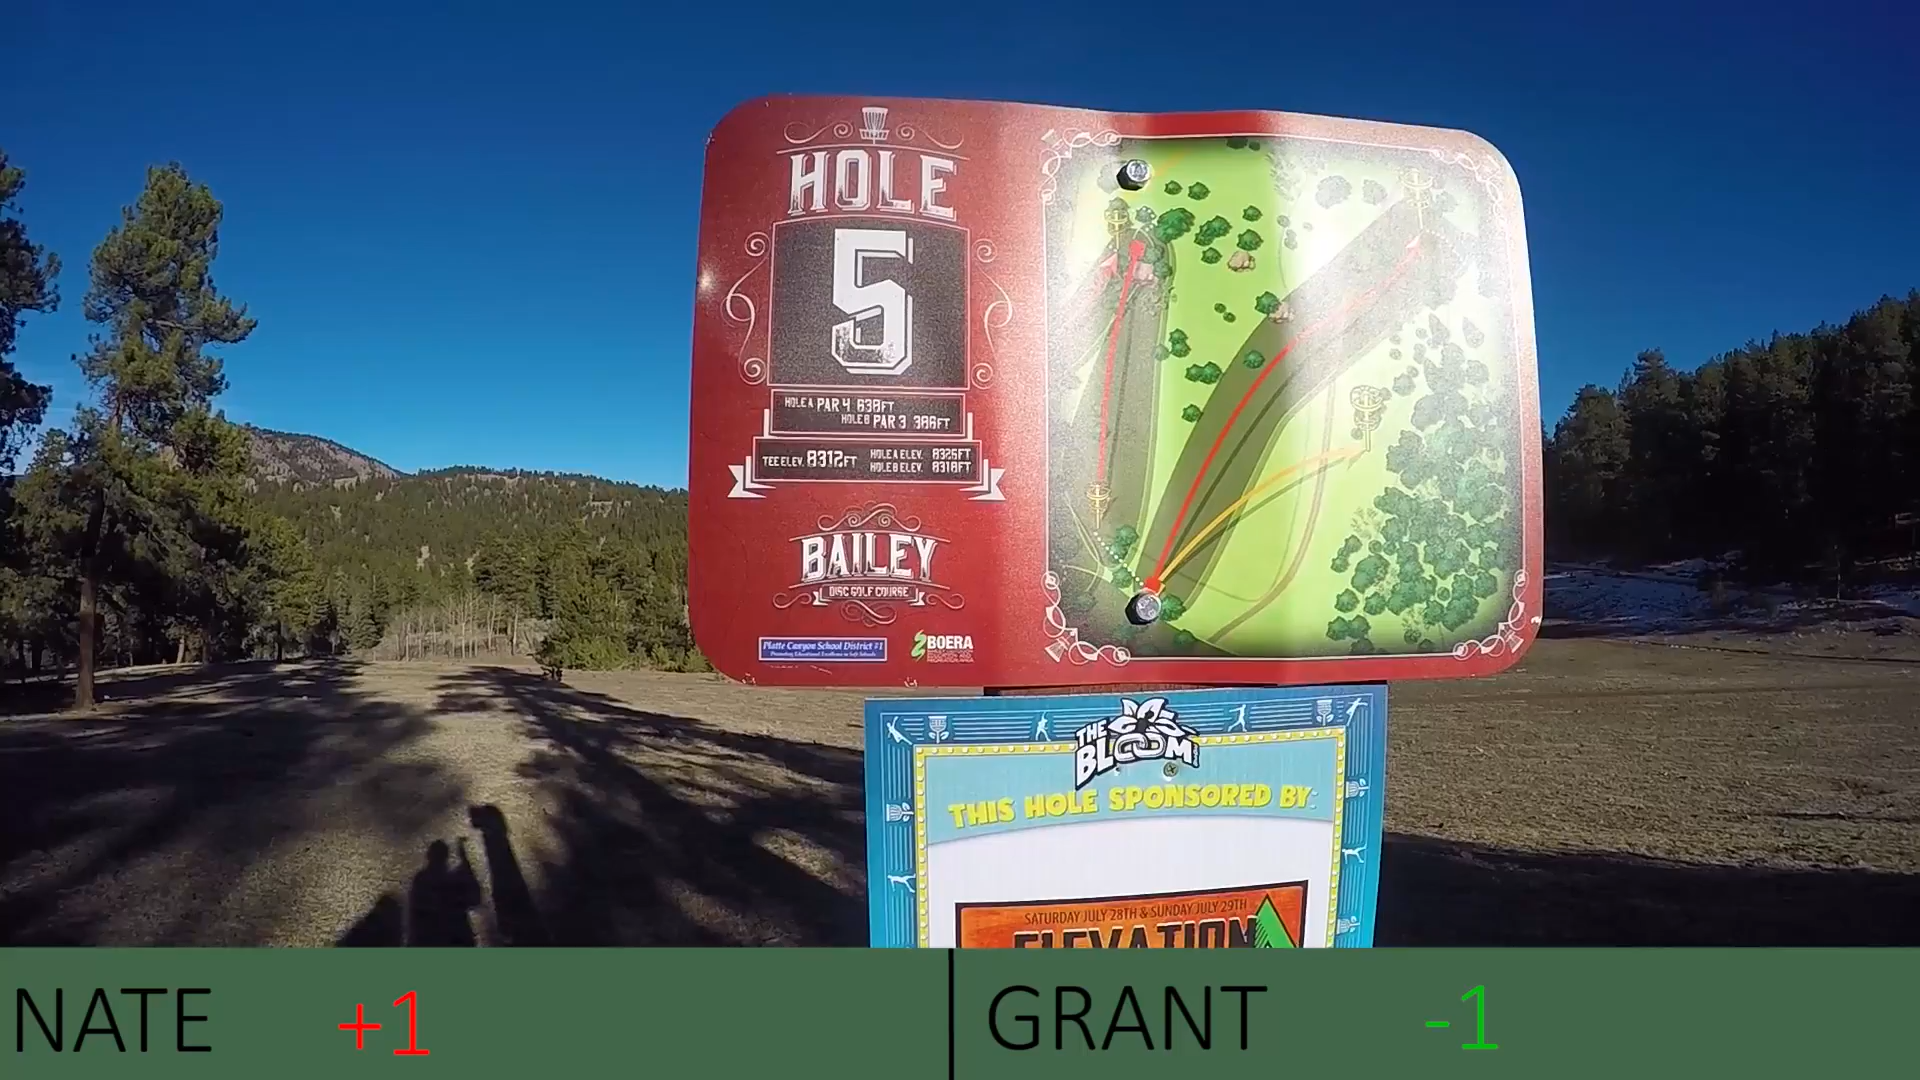 HOLE
5
HOLE A PAR 4 638FT
HOLE B PAR 3 386FT
TEE ELEV. 8312FT
HOLE A ELEV. 8325FT
HOLE B ELEV. 8318FT
BAILEY
DISC GOLF COURSE
Platte Canyon School District #1
BOERA
THE
BLOOM
THIS HOLE SPONSORED BY:
SATURDAY JULY 28TH & SUNDAY JULY 29TH
ELEVATION
NATE +1
GRANT -1